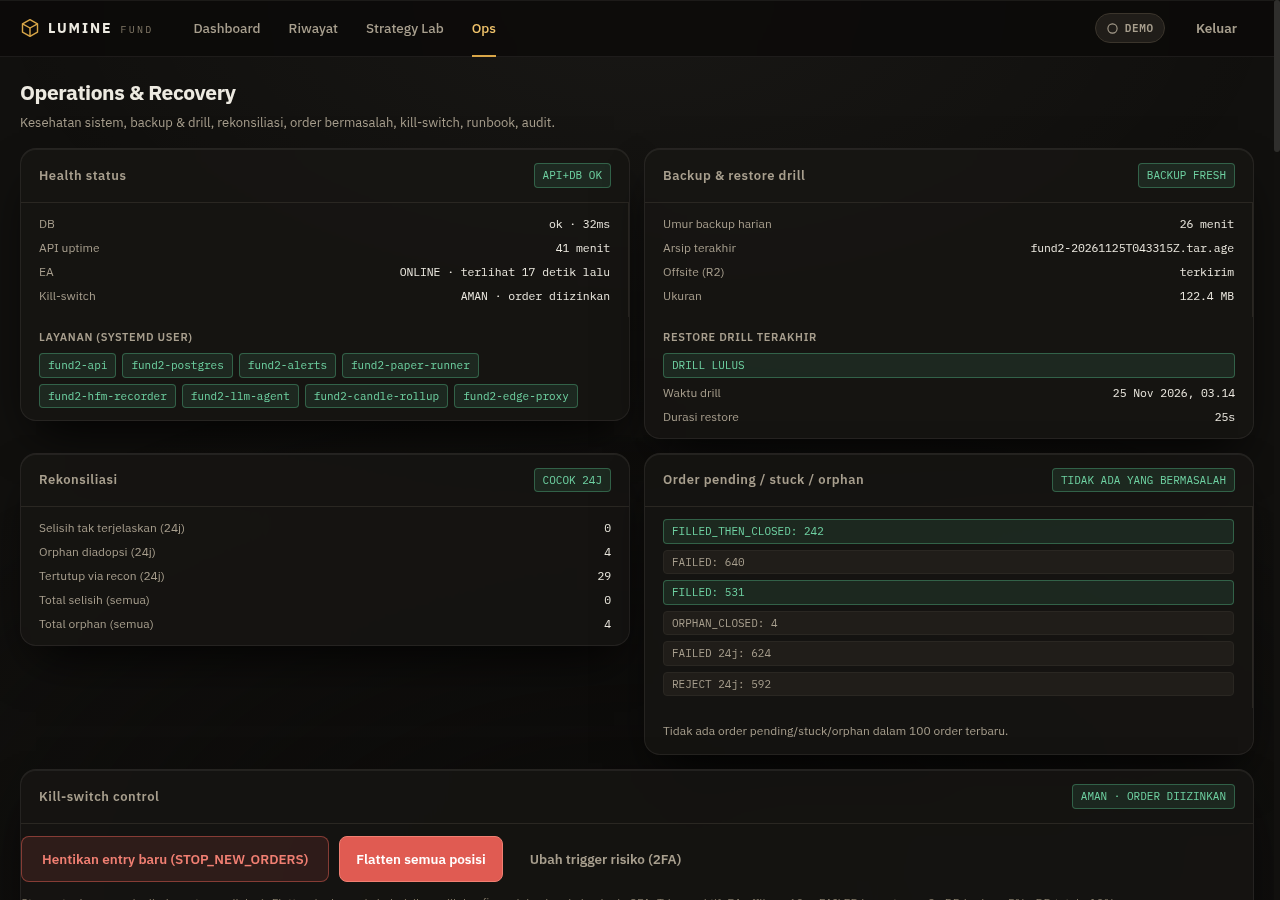 LUMINE FUND
Dashboard
Riwayat
Strategy Lab
Ops
DEMO
Keluar
Operations & Recovery
Kesehatan sistem, backup & drill, rekonsiliasi, order bermasalah, kill-switch, runbook, audit.
Health status
API+DB OK
DB
ok · 32ms
API uptime
41 menit
EA
ONLINE · terlihat 17 detik lalu
Kill-switch
AMAN · order diizinkan
LAYANAN (SYSTEMD USER)
fund2-api
fund2-postgres
fund2-alerts
fund2-paper-runner
fund2-hfm-recorder
fund2-llm-agent
fund2-candle-rollup
fund2-edge-proxy
Backup & restore drill
BACKUP FRESH
Umur backup harian
26 menit
Arsip terakhir
fund2-20261125T043315Z.tar.age
Offsite (R2)
terkirim
Ukuran
122.4 MB
RESTORE DRILL TERAKHIR
DRILL LULUS
Waktu drill
25 Nov 2026, 03.14
Durasi restore
25s
Rekonsiliasi
COCOK 24J
Selisih tak terjelaskan (24j)
0
Orphan diadopsi (24j)
4
Tertutup via recon (24j)
29
Total selisih (semua)
0
Total orphan (semua)
4
Order pending / stuck / orphan
TIDAK ADA YANG BERMASALAH
FILLED_THEN_CLOSED: 242
FAILED: 640
FILLED: 531
ORPHAN_CLOSED: 4
FAILED 24j: 624
REJECT 24j: 592
Tidak ada order pending/stuck/orphan dalam 100 order terbaru.
Kill-switch control
AMAN · ORDER DIIZINKAN
Hentikan entry baru (STOP_NEW_ORDERS)
Flatten semua posisi
Ubah trigger risiko (2FA)